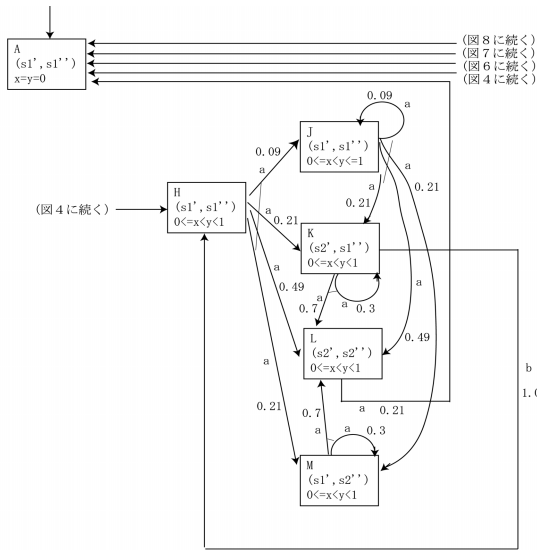 A
(s1',s1'')
x=y=0
(図８に続く)
(図７に続く)
(図６に続く)
(図４に続く)
0.09
a
J
(s1',s1'')
0<=x<y<=1
0.09
a
a
0.21
a
0.21
H
(s1',s1'')
0<=x<y<1
(図４に続く)
a
0.21
K
(s2',s1'')
0<=x<y<1
a
0.49
a
a
0.3
0.7
a
0.49
L
(s2',s2'')
0<=x<y<1
b
1.0
a
0.21
a 0.21
0.7
a
a
0.3
M
(s1',s2'')
0<=x<y<1